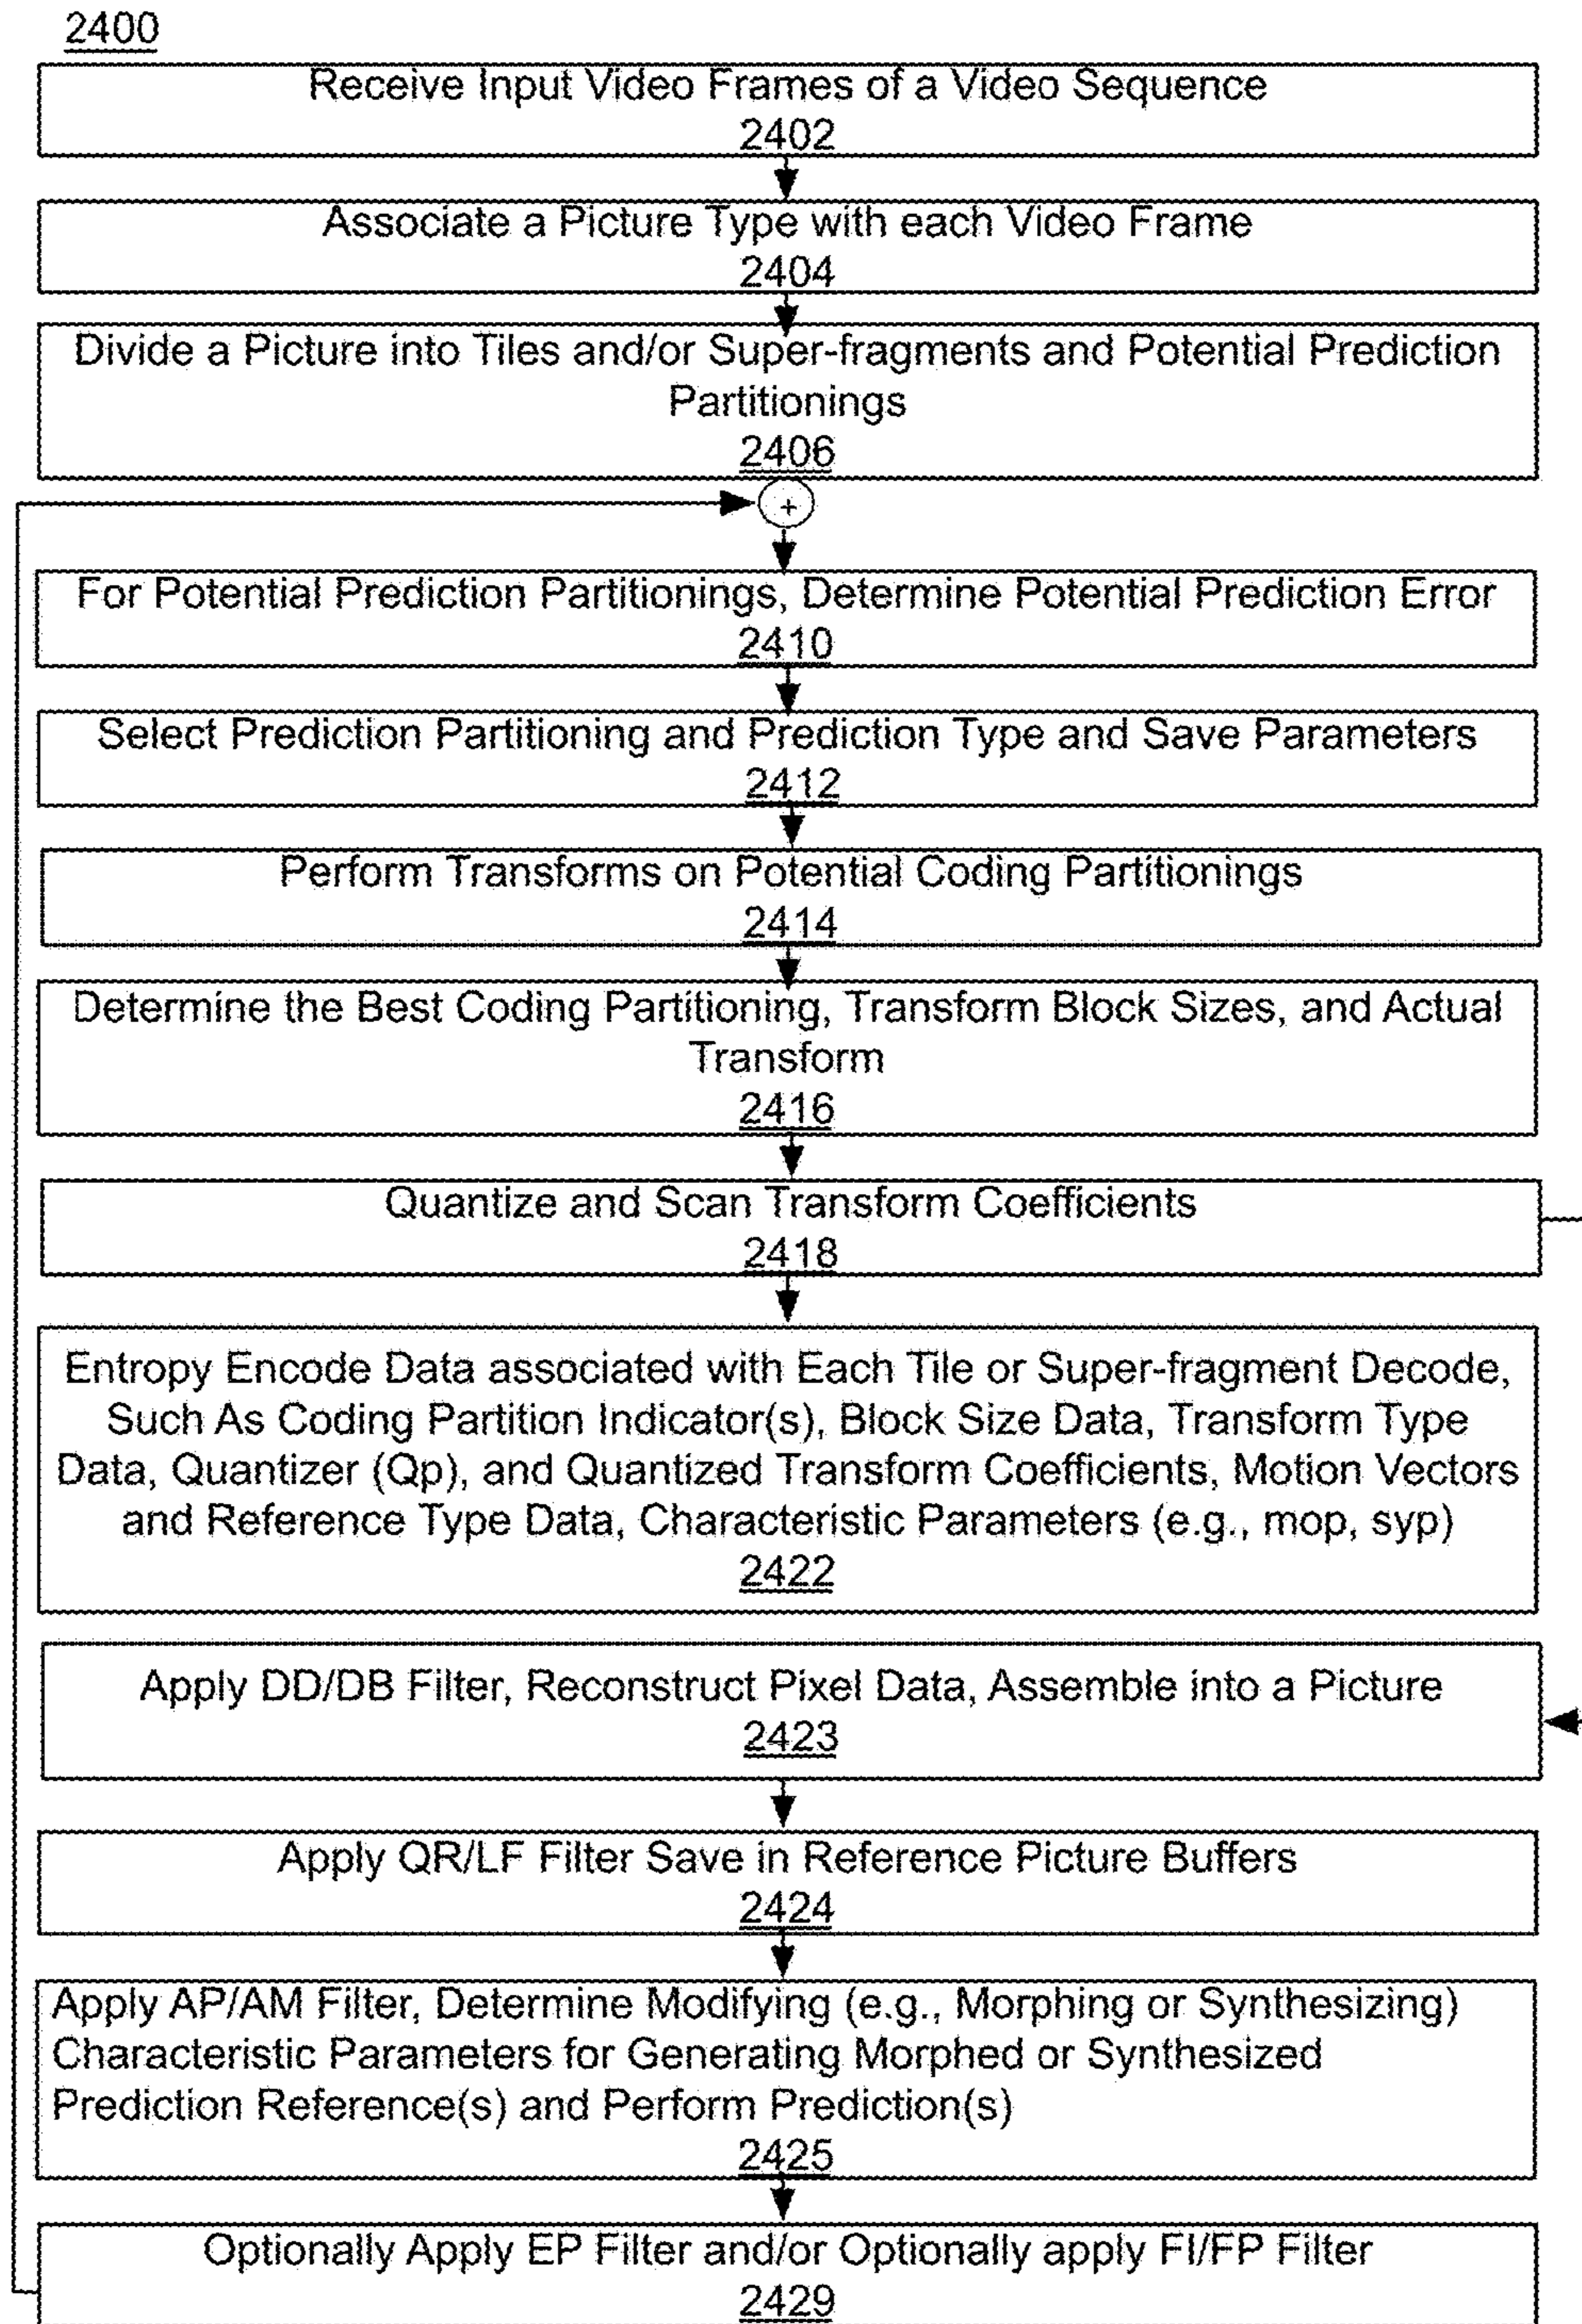 2400
Receive Input Video Frames of a Video Sequence
2402
Associate a Picture Type with each Video Frame
2404
Divide a Picture into Tiles and/or Super-fragments and Potential Prediction
Partitionings
2406
+
For Potential Prediction Partitionings, Determine Potential Prediction Error
2410
Select Prediction Partitioning and Prediction Type and Save Parameters
2412
Perform Transforms on Potential Coding Partitionings
2414
Determine the Best Coding Partitioning, Transform Block Sizes, and Actual
Transform
2416
Quantize and Scan Transform Coefficients
2418
Entropy Encode Data associated with Each Tile or Super-fragment Decode,
Such As Coding Partition Indicator(s), Block Size Data, Transform Type
Data, Quantizer (Qp), and Quantized Transform Coefficients, Motion Vectors
and Reference Type Data, Characteristic Parameters (e.g., mop, syp)
2422
Apply DD/DB Filter, Reconstruct Pixel Data, Assemble into a Picture
2423
Apply QR/LF Filter Save in Reference Picture Buffers
2424
Apply AP/AM Filter, Determine Modifying (e.g., Morphing or Synthesizing)
Characteristic Parameters for Generating Morphed or Synthesized
Prediction Reference(s) and Perform Prediction(s)
2425
Optionally Apply EP Filter and/or Optionally apply FI/FP Filter
2429